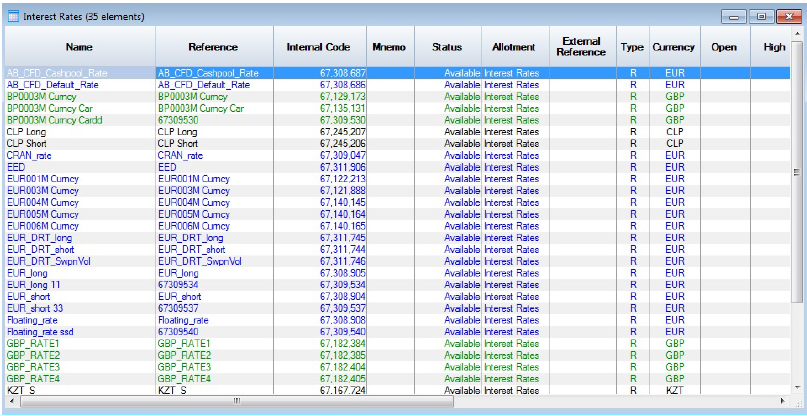 Interest Rates (35 elements)
Name Reference Internal Code Mnemo Status Allotment External Reference Type Currency Open High
AB_CFD_Cashpool_Rate AB_CFD_Cashpool_Rate 67,308,687 Available Interest Rates R EUR
AB_CFD_Default_Rate AB_CFD_Default_Rate 67,308,686 Available Interest Rates R EUR
BP0003M Curncy BP0003M Curncy 67,129,173 Available Interest Rates R GBP
BP0003M Curncy Car BP0003M Curncy Car 67,135,131 Available Interest Rates R GBP
BP0003M Curncy Cardd 67309530 67,309,530 Available Interest Rates R GBP
CLP Long CLP Long 67,245,207 Available Interest Rates R CLP
CLP Short CLP Short 67,245,206 Available Interest Rates R CLP
CRAN_rate CRAN_rate 67,309,047 Available Interest Rates R EUR
EED EED 67,311,906 Available Interest Rates R EUR
EUR001M Curncy EUR001M Curncy 67,122,213 Available Interest Rates R EUR
EUR003M Curncy EUR003M Curncy 67,121,888 Available Interest Rates R EUR
EUR004M Curncy EUR004M Curncy 67,140,145 Available Interest Rates R EUR
EUR005M Curncy EUR005M Curncy 67,140,164 Available Interest Rates R EUR
EUR006M Curncy EUR006M Curncy 67,140,165 Available Interest Rates R EUR
EUR_DRT_long EUR_DRT_long 67,311,745 Available Interest Rates R EUR
EUR_DRT_short EUR_DRT_short 67,311,744 Available Interest Rates R EUR
EUR_DRT_SwpnVol EUR_DRT_SwpnVol 67,311,746 Available Interest Rates R EUR
EUR_long EUR_long 67,308,905 Available Interest Rates R EUR
EUR_long 11 67309534 67,309,534 Available Interest Rates R EUR
EUR_short EUR_short 67,308,904 Available Interest Rates R EUR
EUR_short 33 67309537 67,309,537 Available Interest Rates R EUR
Floating_rate Floating_rate 67,308,908 Available Interest Rates R EUR
Floating_rate ssd 67309540 67,309,540 Available Interest Rates R EUR
GBP_RATE1 GBP_RATE1 67,182,384 Available Interest Rates R GBP
GBP_RATE2 GBP_RATE2 67,182,385 Available Interest Rates R GBP
GBP_RATE3 GBP_RATE3 67,182,404 Available Interest Rates R GBP
GBP_RATE4 GBP_RATE4 67,182,405 Available Interest Rates R GBP
KZT_S KZT_S 67,167,724 Available Interest Rates R KZT